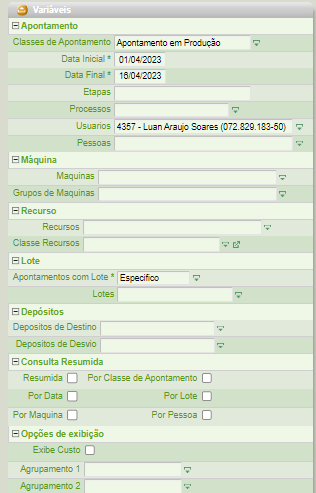 Variáveis
Apontamento
Classes de Apontamento Apontamento em Produção
Data Inicial * 01/04/2023
Data Final * 16/04/2023
Etapas
Processos
Usuarios 4357 - Luan Araujo Soares (072.829.183-50)
Pessoas
Máquina
Maquinas
Grupos de Maquinas
Recurso
Recursos
Classe Recursos
Lote
Apontamentos com Lote * Especifico
Lotes
Depósitos
Depositos de Destino
Depositos de Desvio
Consulta Resumida
Resumida Por Classe de Apontamento
Por Data Por Lote
Por Maquina Por Pessoa
Opções de exibição
Exibe Custo
Agrupamento 1
Agrupamento 2